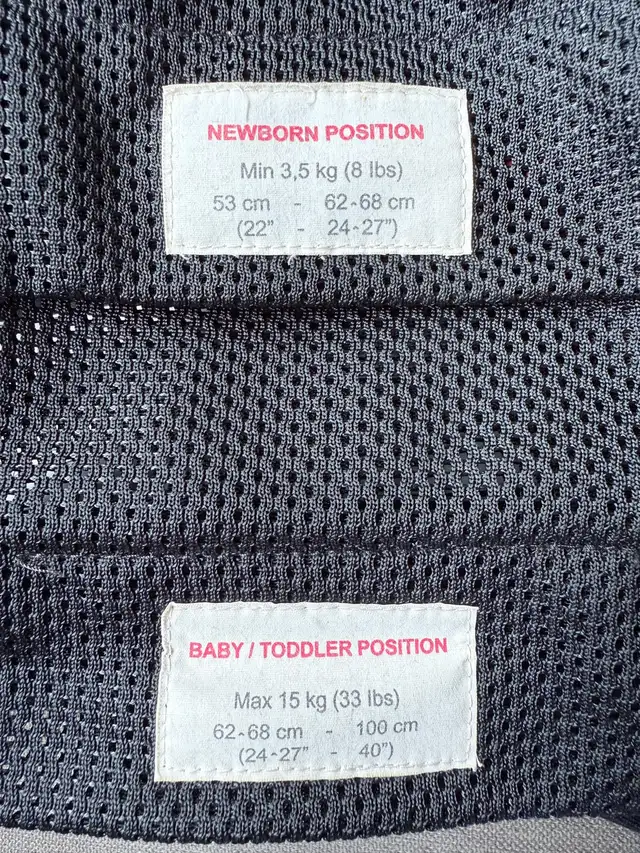 NEWBORN POSITION
Min 3,5 kg (8 lbs)
53 cm - 62-68 cm
(22” - 24-27”)
BABY / TODDLER POSITION
Max 15 kg (33 lbs)
62-68 cm - 100 cm
(24-27” - 40”)